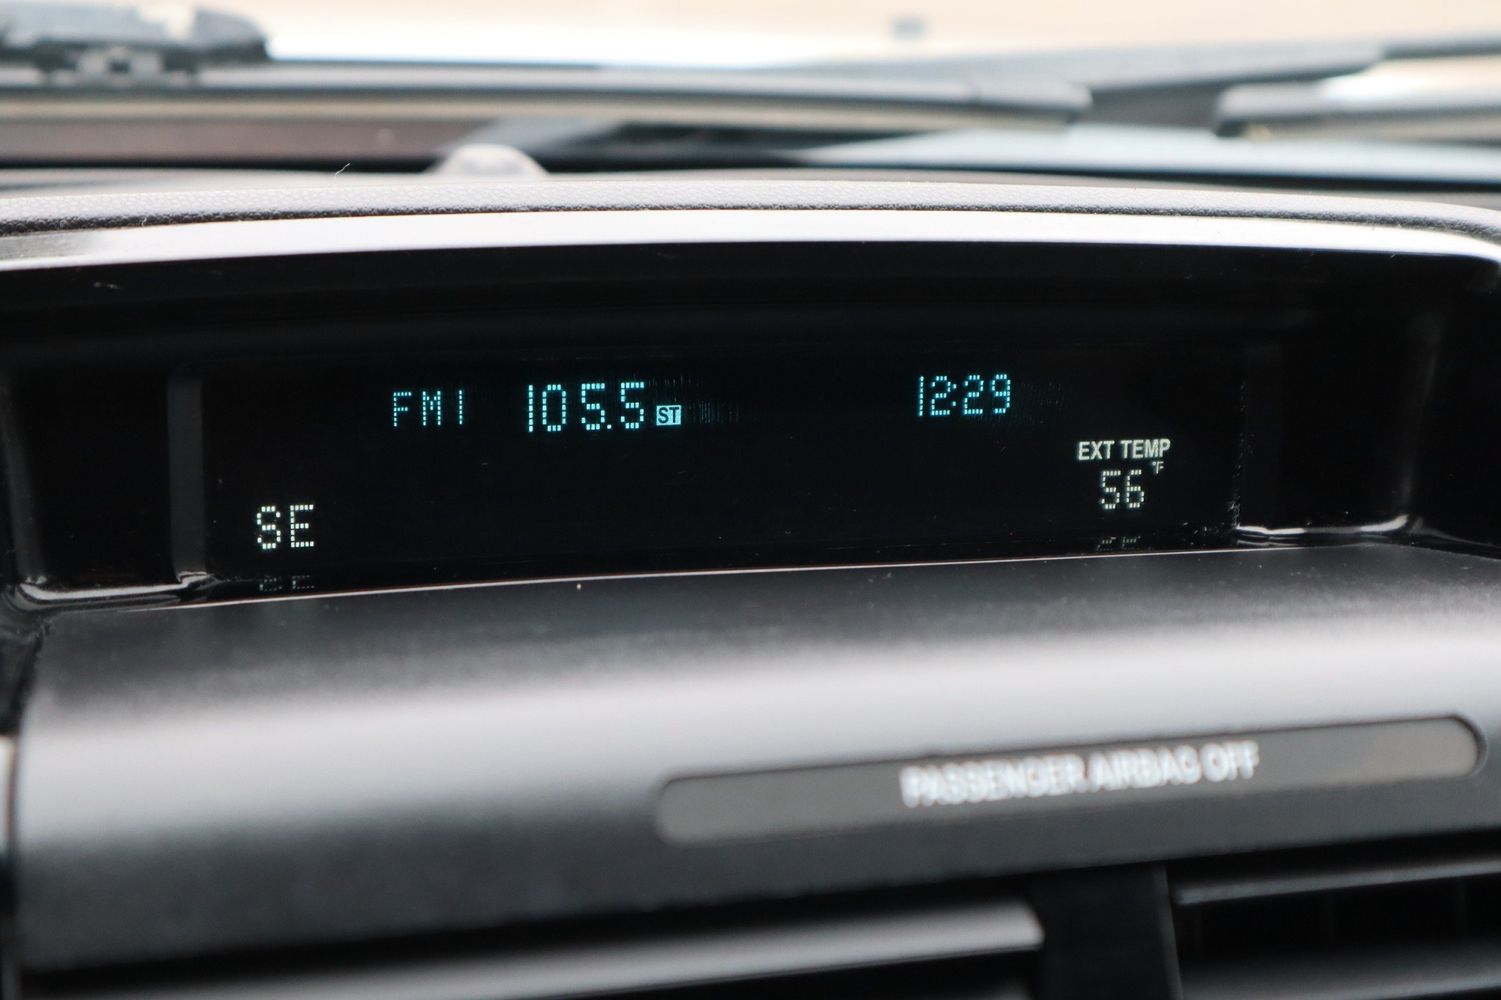 FM1 105.5 ST 12:29
EXT TEMP
°F
56
SE
PASSENGER AIRBAG OFF